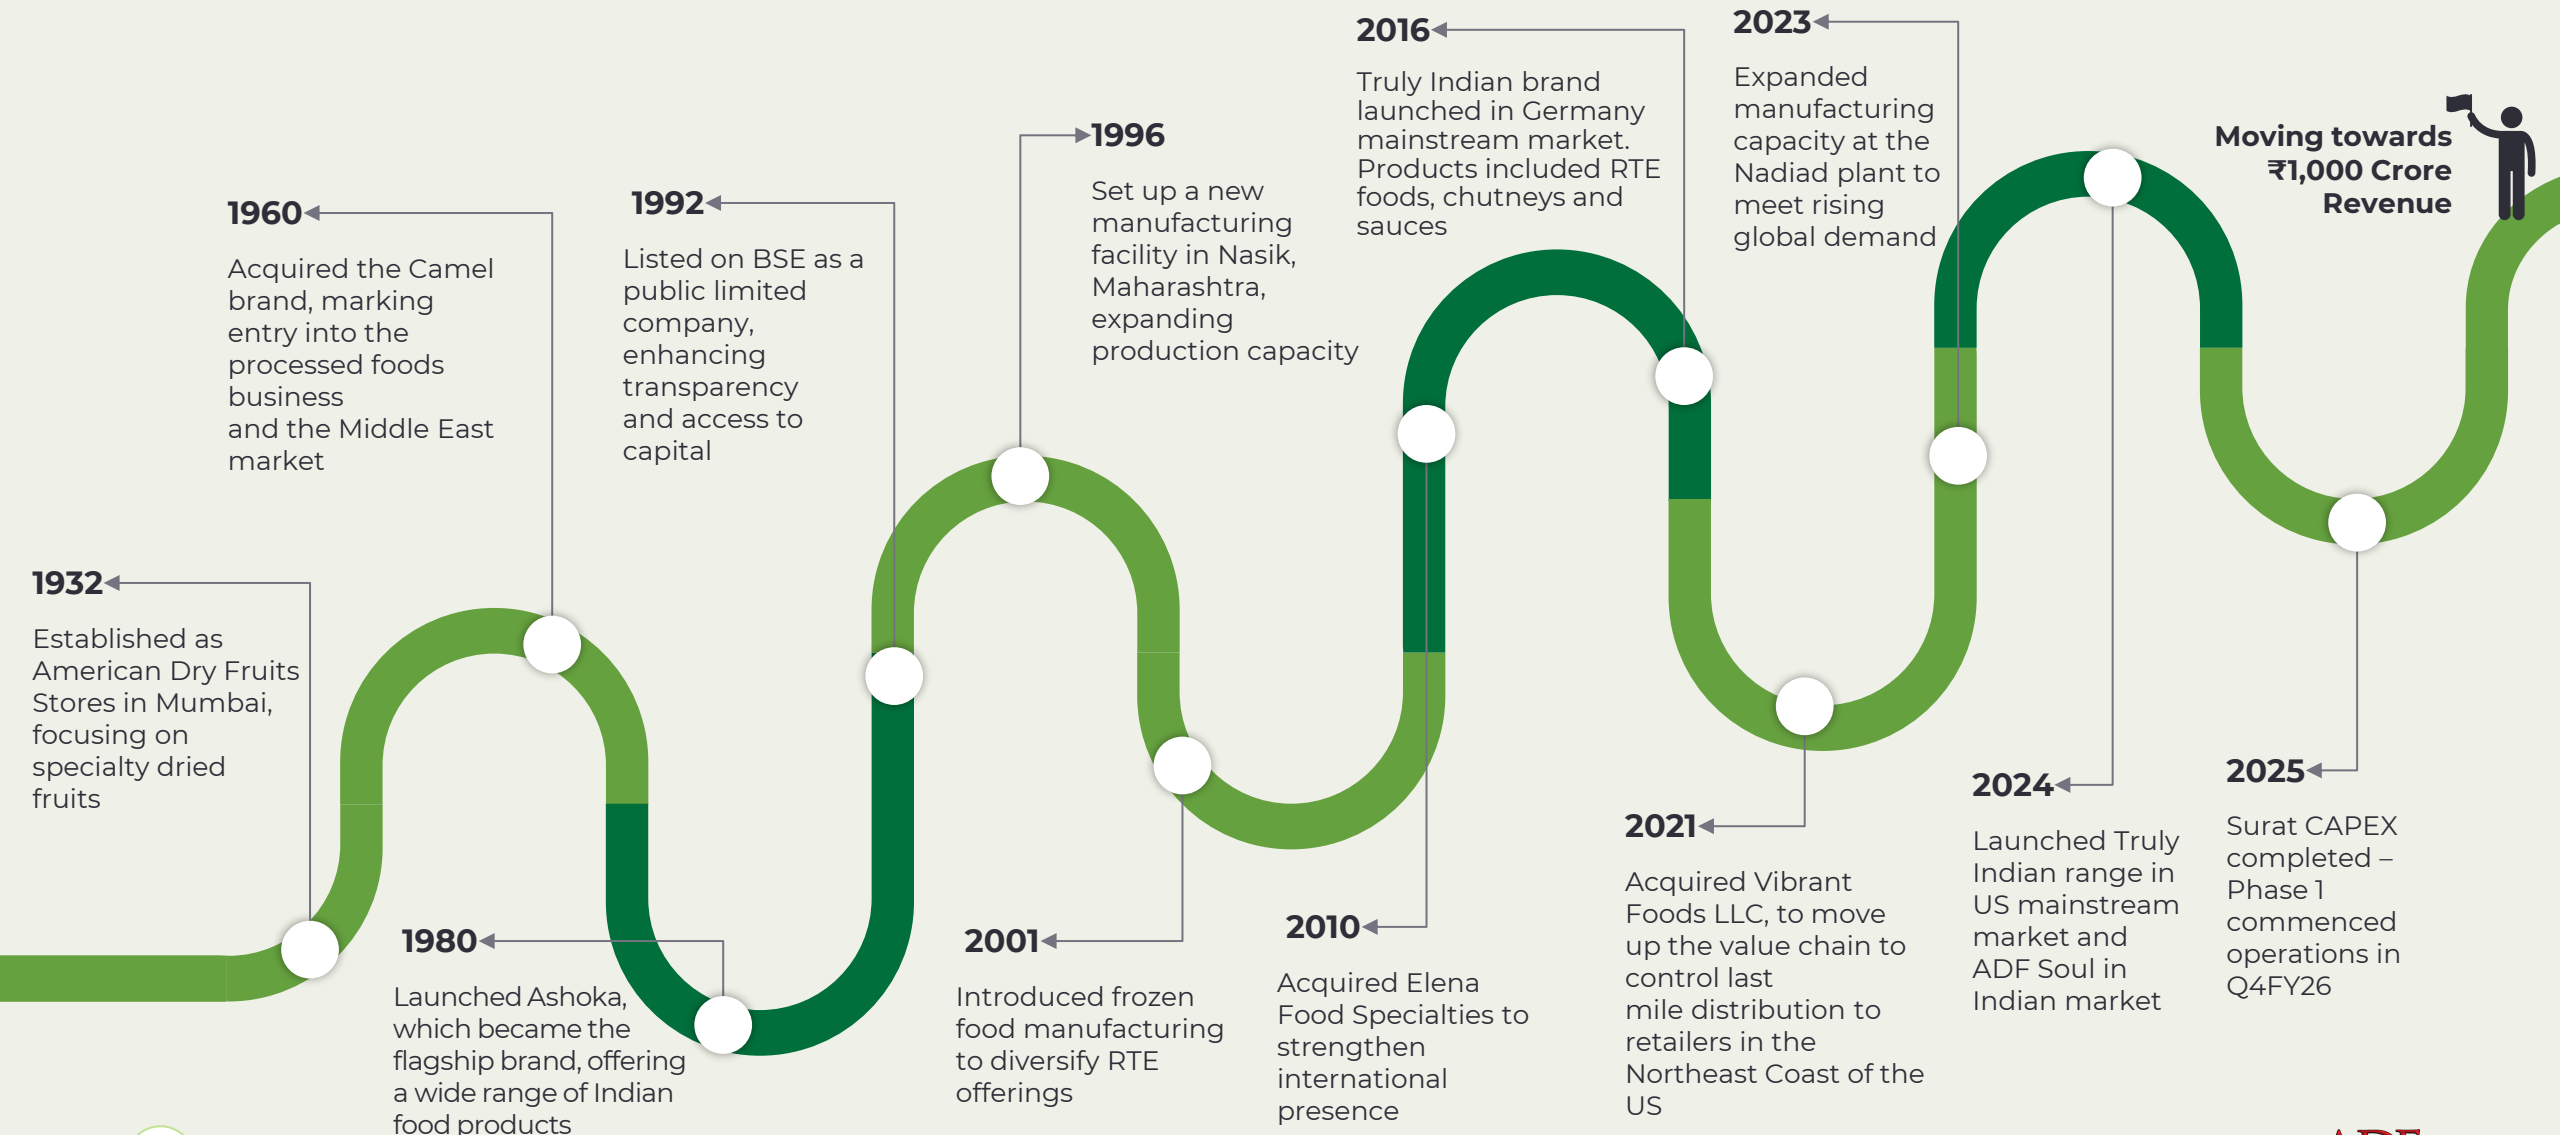 1932
Established as
American Dry Fruits
Stores in Mumbai,
focusing on
specialty dried
fruits
1960
Acquired the Camel
brand, marking
entry into the
processed foods
business
and the Middle East
market
1980
Launched Ashoka,
which became the
flagship brand, offering
a wide range of Indian
food products
1992
Listed on BSE as a
public limited
company,
enhancing
transparency
and access to
capital
1996
Set up a new
manufacturing
facility in Nasik,
Maharashtra,
expanding
production capacity
2001
Introduced frozen
food manufacturing
to diversify RTE
offerings
2010
Acquired Elena
Food Specialties to
strengthen
international
presence
2016
Truly Indian brand
launched in Germany
mainstream market.
Products included RTE
foods, chutneys and
sauces
2021
Acquired Vibrant
Foods LLC, to move
up the value chain to
control last
mile distribution to
retailers in the
Northeast Coast of the
US
2023
Expanded
manufacturing
capacity at the
Nadiad plant to
meet rising
global demand
2024
Launched Truly
Indian range in
US mainstream
market and
ADF Soul in
Indian market
2025
Surat CAPEX
completed –
Phase 1
commenced
operations in
Q4FY26
Moving towards
₹1,000 Crore
Revenue